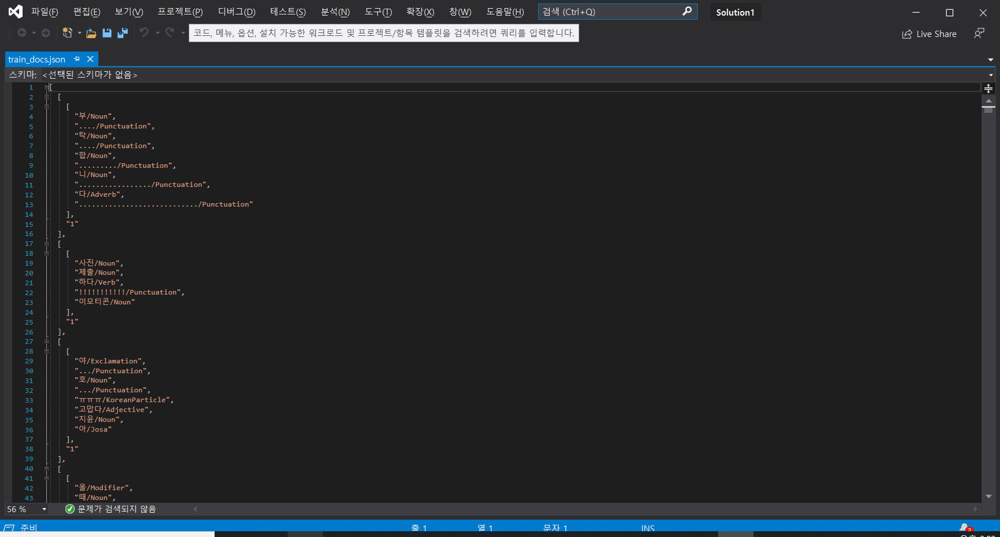 파일(F) 편집(E) 보기(V) 프로젝트(P) 디버그(D) 테스트(S) 분석(N) 도구(T) 확장(X) 창(W) 도움말(H) 검색 (Ctrl+Q) Solution1
코드, 메뉴, 옵션, 설치 가능한 워크로드 및 프로젝트/항목 템플릿을 검색하려면 쿼리를 입력합니다. Live Share
train_docs.json
스키마: <선택된 스키마가 없음>
1 [
2 [
3 [
4 "부/Noun",
5 "..../Punctuation",
6 "탁/Noun",
7 "..../Punctuation",
8 "합/Noun",
9 "........./Punctuation",
10 "니/Noun",
11 "................./Punctuation",
12 "다/Adverb",
13 "............................/Punctuation"
14 ],
15 "1"
16 ],
17 [
18 [
19 "사진/Noun",
20 "제출/Noun",
21 "하다/Verb",
22 "!!!!!!!!!!!/Punctuation",
23 "이모티콘/Noun"
24 ],
25 "1"
26 ],
27 [
28 [
29 "야/Exclamation",
30 ".../Punctuation",
31 "호/Noun",
32 ".../Punctuation",
33 "ㅠㅠㅠ/KoreanParticle",
34 "고맙다/Adjective",
35 "지윤/Noun",
36 "아/Josa"
37 ],
38 "1"
39 ],
40 [
41 [
42 "올/Modifier",
43 "때/Noun",
56 % 문제가 검색되지 않음
준비 줄 1 열 1 문자 1 INS 3